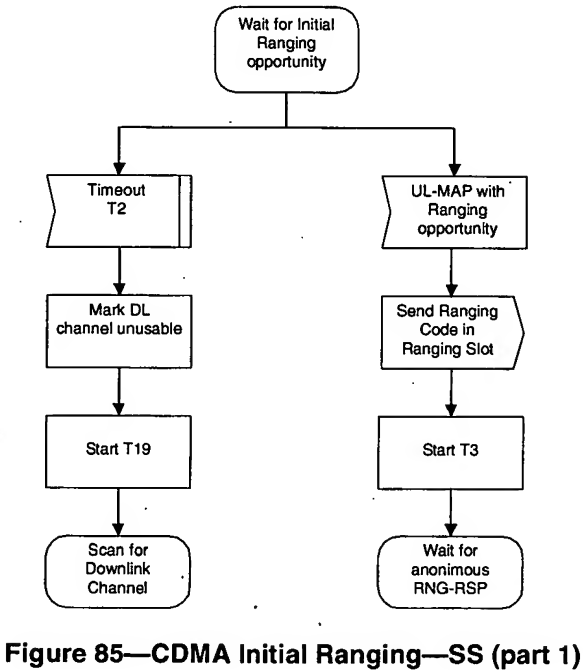 Wait for Initial
Ranging
opportunity
Timeout
T2
UL-MAP with
Ranging
opportunity
Mark DL
channel unusable
Send Ranging
Code in
Ranging Slot
Start T19
Start T3
Scan for
Downlink
Channel
Wait for
anonimous
RNG-RSP
Figure 85—CDMA Initial Ranging—SS (part 1)